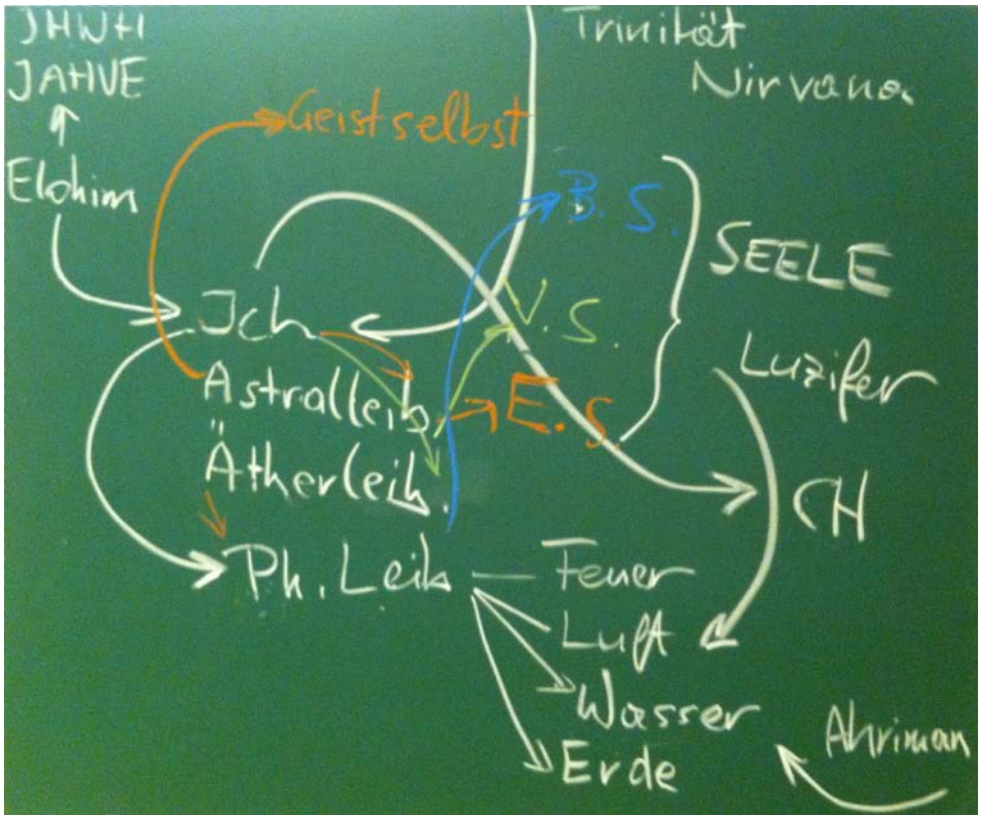 JHWH
JAHVE
Elohim
Trinität
Nirvana
Geistselbst
B. S.
SEELE
Ich
V. S.
Luzifer
Astralleib
E. S.
Ätherleib
CH
Ph. Leib
Feuer
Luft
Wasser
Ahriman
Erde